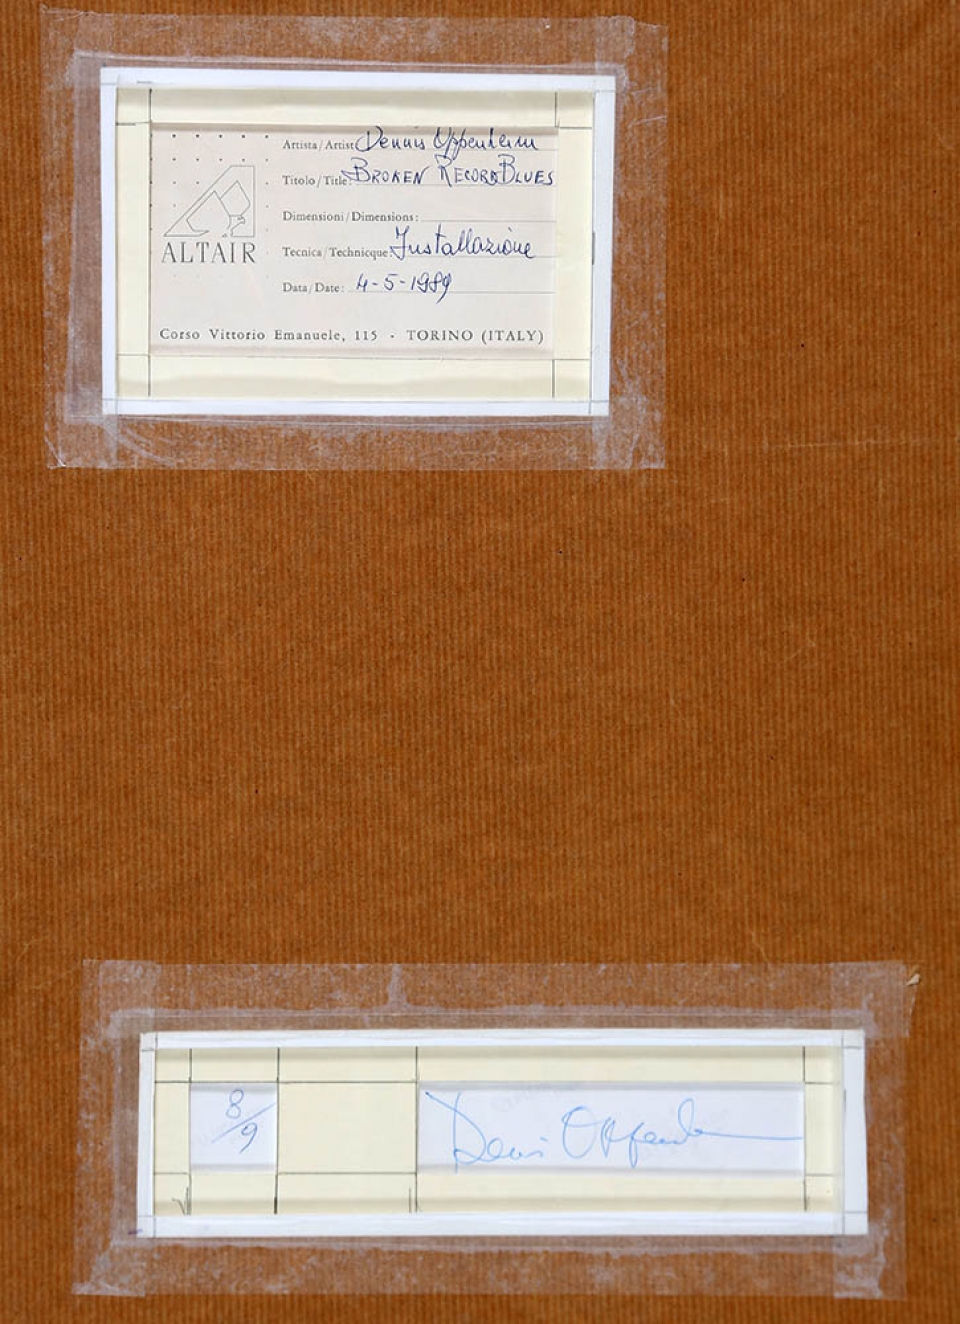 Artista/Artist Dennis Oppenheim
Titolo/Title: BROKEN RECORD BLUES
Dimensioni/Dimensions:
ALTAIR
Tecnica/Technicque: Installazione
Data/Date: 4-5-1989
Corso Vittorio Emanuele, 115 - TORINO (ITALY)
8/9
Dennis Oppenheim